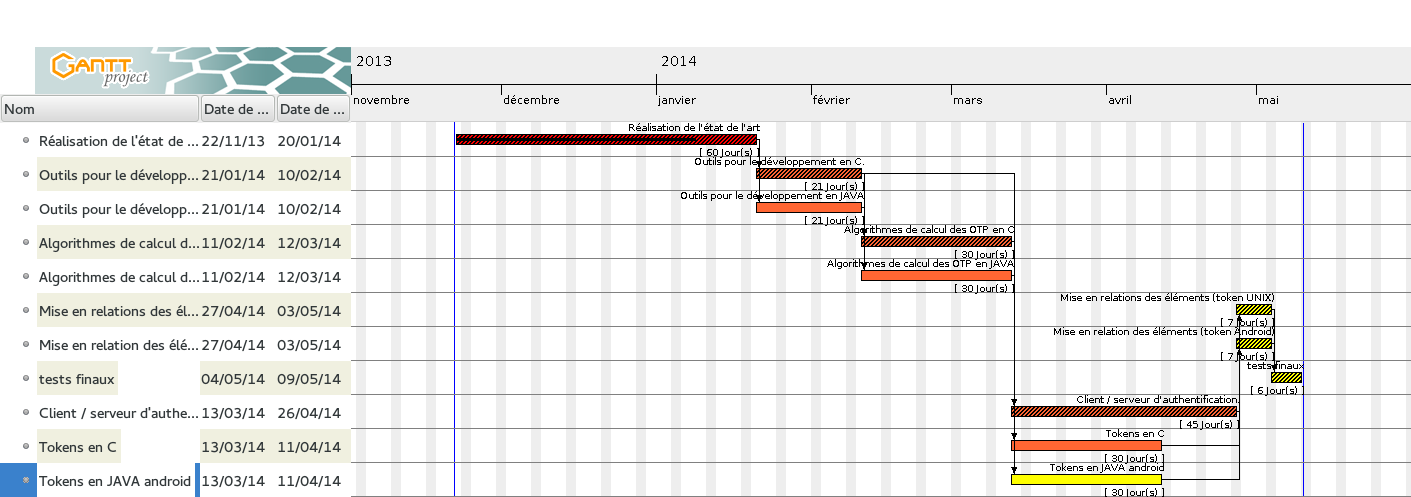 GANTT
project
2013
2014
novembre
décembre
janvier
février
mars
avril
mai
Nom
Date de ...
Date de ...
Réalisation de l'état de ... 22/11/13 20/01/14
Outils pour le développ... 21/01/14 10/02/14
Outils pour le développ... 21/01/14 10/02/14
Algorithmes de calcul d... 11/02/14 12/03/14
Algorithmes de calcul d... 11/02/14 12/03/14
Mise en relations des él... 27/04/14 03/05/14
Mise en relation des élé... 27/04/14 03/05/14
tests finaux 04/05/14 09/05/14
Client / serveur d'authe... 13/03/14 26/04/14
Tokens en C 13/03/14 11/04/14
Tokens en JAVA android 13/03/14 11/04/14
Réalisation de l'état de l'art
[ 60 Jour(s) ]
Outils pour le développement en C.
[ 21 Jour(s) ]
Outils pour le développement en JAVA
[ 21 Jour(s) ]
Algorithmes de calcul des OTP en C
[ 30 Jour(s) ]
Algorithmes de calcul des OTP en JAVA
[ 30 Jour(s) ]
Mise en relations des éléments (token UNIX)
[ 7 Jour(s) ]
Mise en relation des éléments (token Android)
[ 7 Jour(s) ]
tests finaux
[ 6 Jour(s) ]
Client / serveur d'authentification.
[ 45 Jour(s) ]
Tokens en C
[ 30 Jour(s) ]
Tokens en JAVA android
[ 30 Jour(s) ]